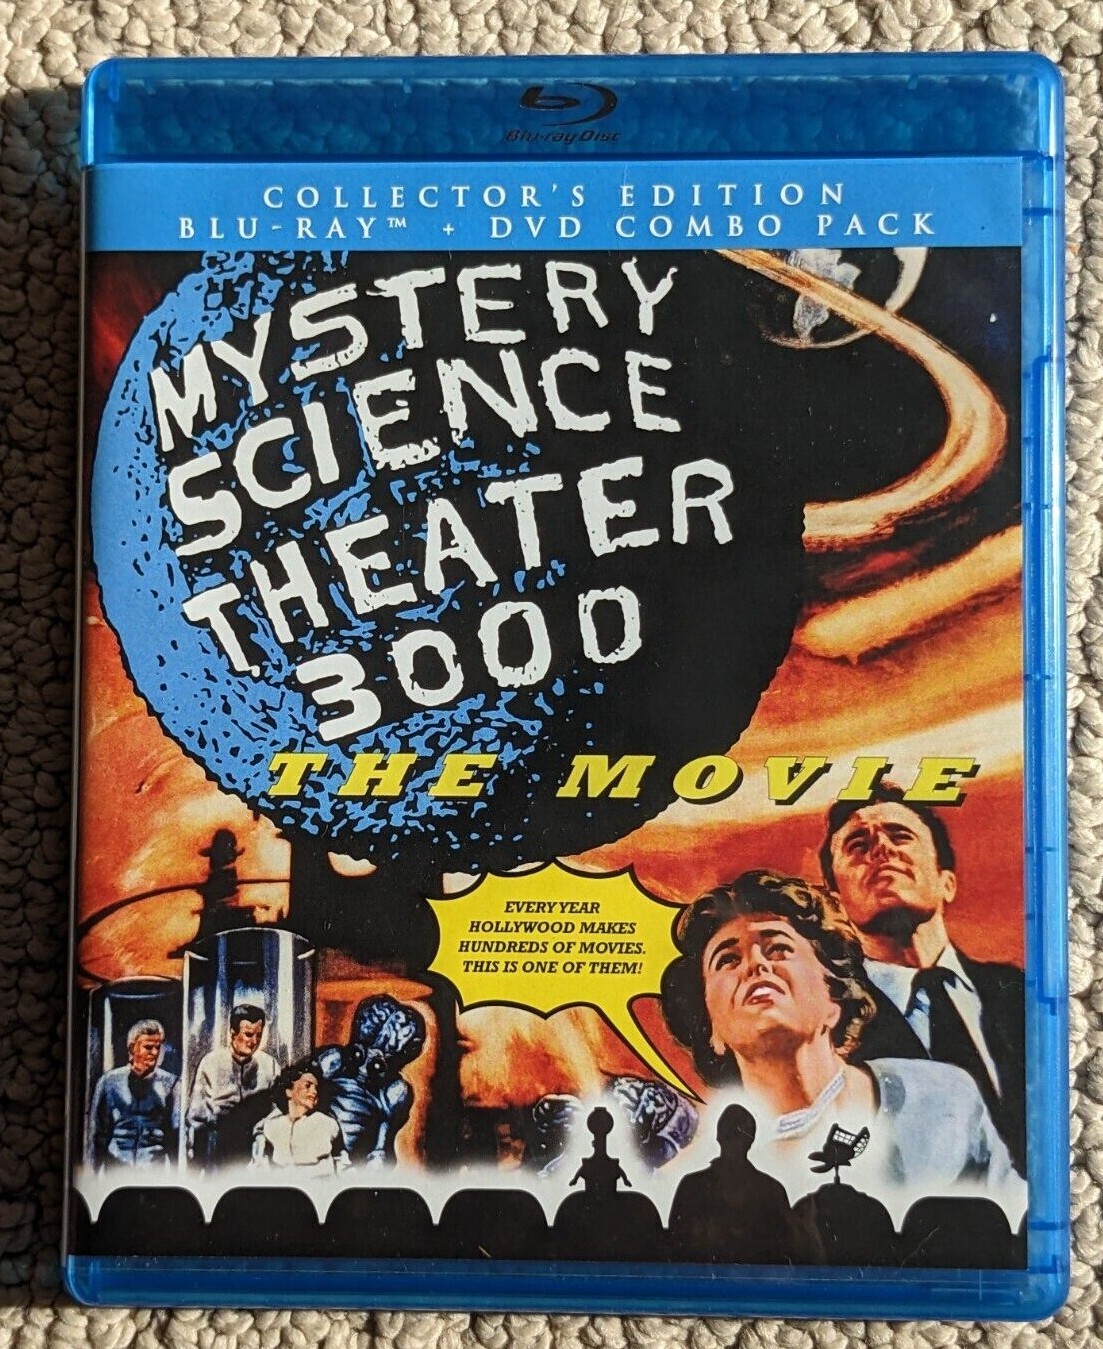 Blu-ray Disc
COLLECTOR'S EDITION
BLU-RAY™ + DVD COMBO PACK
MYSTERY
SCIENCE
THEATER
3000
THE MOVIE
EVERY YEAR
HOLLYWOOD MAKES
HUNDREDS OF MOVIES.
THIS IS ONE OF THEM!